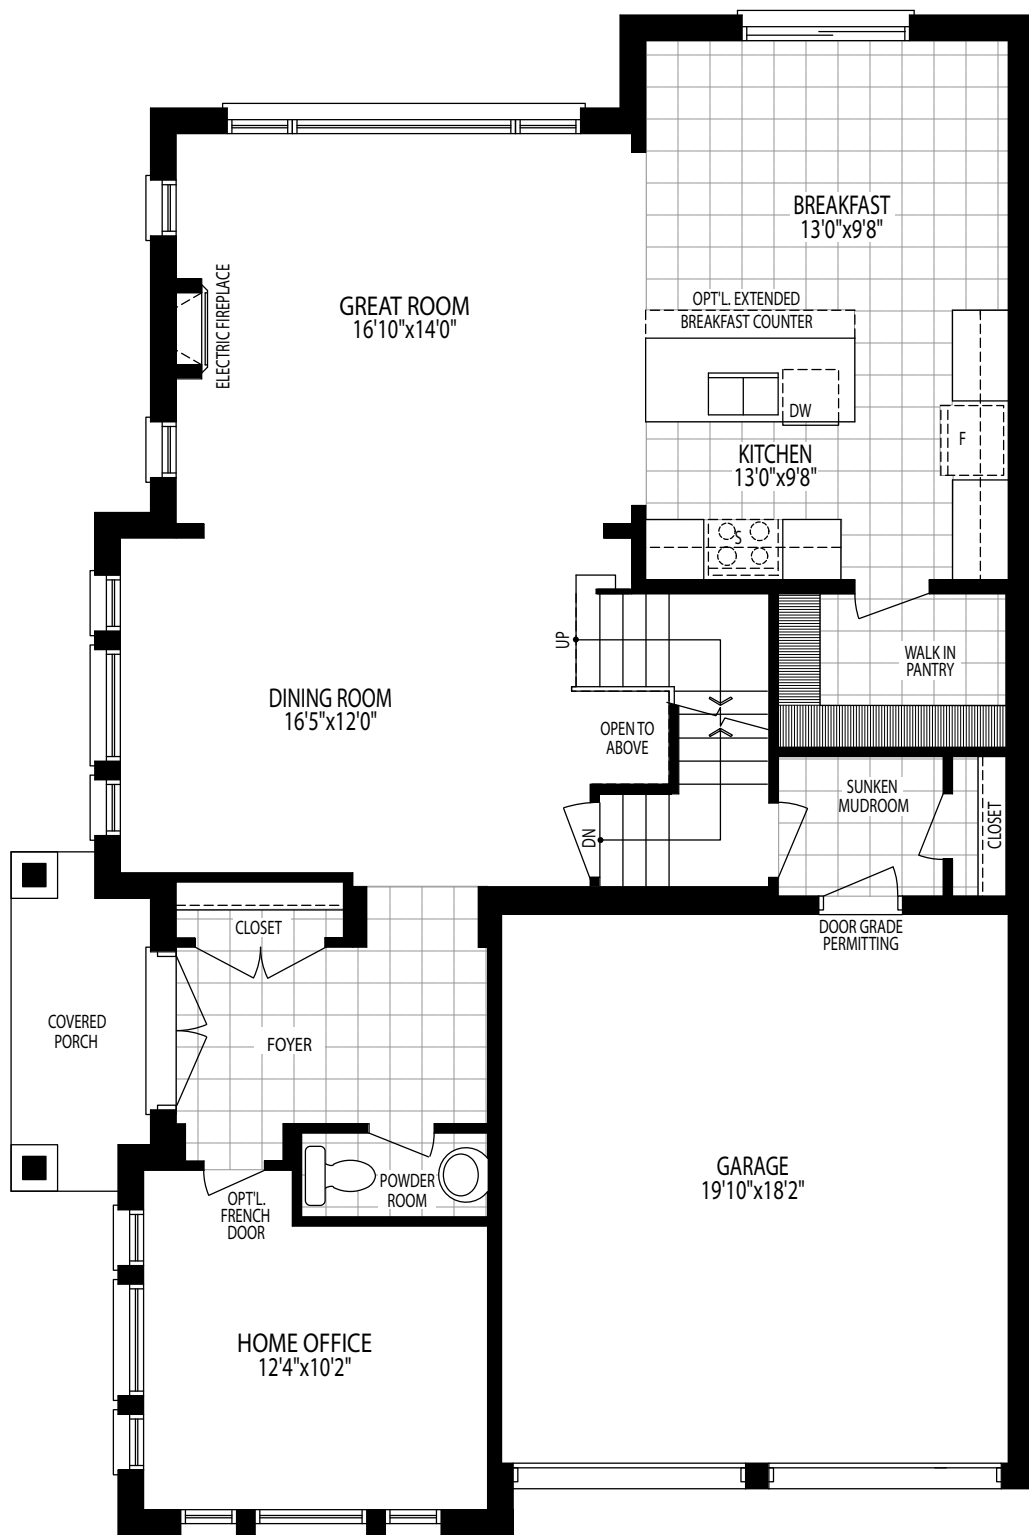 BREAKFAST
13'0"x9'8"
GREAT ROOM
16'10"x14'0"
ELECTRIC FIREPLACE
OPT'L. EXTENDED
BREAKFAST COUNTER
DW
F
KITCHEN
13'0"x9'8"
S
UP
WALK IN
PANTRY
DINING ROOM
16'5"x12'0"
OPEN TO
ABOVE
SUNKEN
MUDROOM
CLOSET
DN
CLOSET
DOOR GRADE
PERMITTING
COVERED
PORCH
FOYER
POWDER
ROOM
OPT'L.
FRENCH
DOOR
GARAGE
19'10"x18'2"
HOME OFFICE
12'4"x10'2"